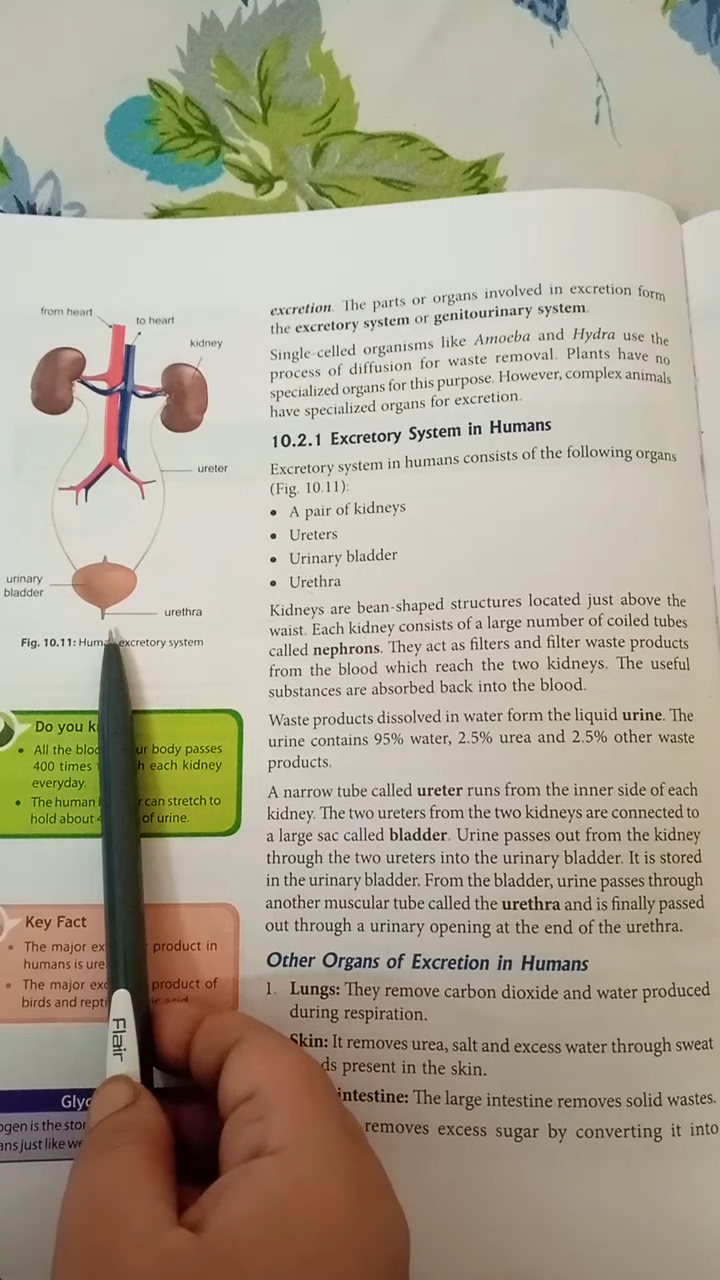 from heart
to heart
kidney
ureter
urinary
bladder
urethra
Fig. 10.11: Hum excretory system
Do you k
All the bloo ur body passes
400 times h each kidney
everyday.
The human can stretch to
hold about of urine.
Key Fact
The major ex product in
humans is ure
The major exc product of
birds and repti
Glyc
ogen is the stor
ans just like we
excretion. The parts or organs involved in excretion form
the excretory system or genitourinary system.
Single-celled organisms like Amoeba and Hydra use the
process of diffusion for waste removal. Plants have no
specialized organs for this purpose. However, complex animals
have specialized organs for excretion.
10.2.1 Excretory System in Humans
Excretory system in humans consists of the following organs
(Fig. 10.11):
• A pair of kidneys
• Ureters
• Urinary bladder
• Urethra
Kidneys are bean-shaped structures located just above the
waist. Each kidney consists of a large number of coiled tubes
called nephrons. They act as filters and filter waste products
from the blood which reach the two kidneys. The useful
substances are absorbed back into the blood.
Waste products dissolved in water form the liquid urine. The
urine contains 95% water, 2.5% urea and 2.5% other waste
products.
A narrow tube called ureter runs from the inner side of each
kidney. The two ureters from the two kidneys are connected to
a large sac called bladder. Urine passes out from the kidney
through the two ureters into the urinary bladder. It is stored
in the urinary bladder. From the bladder, urine passes through
another muscular tube called the urethra and is finally passed
out through a urinary opening at the end of the urethra.
Other Organs of Excretion in Humans
1. Lungs: They remove carbon dioxide and water produced
during respiration.
Skin: It removes urea, salt and excess water through sweat
ds present in the skin.
intestine: The large intestine removes solid wastes.
removes excess sugar by converting it into
Flair